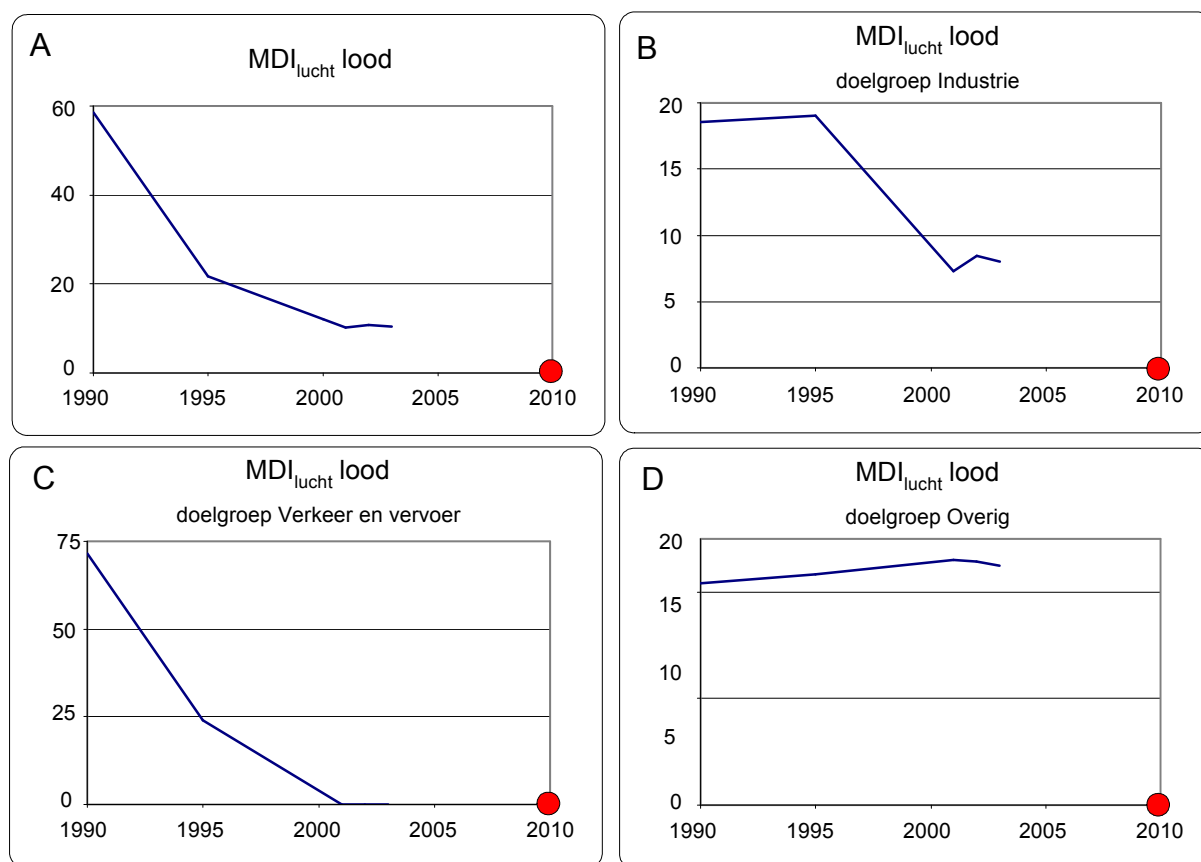 A
MDIlucht lood
60
40
20
0
1990 1995 2000 2005 2010
B
MDIlucht lood
doelgroep Industrie
20
15
10
5
0
1990 1995 2000 2005 2010
C
MDIlucht lood
doelgroep Verkeer en vervoer
75
50
25
0
1990 1995 2000 2005 2010
D
MDIlucht lood
doelgroep Overig
20
15
10
5
0
1990 1995 2000 2005 2010